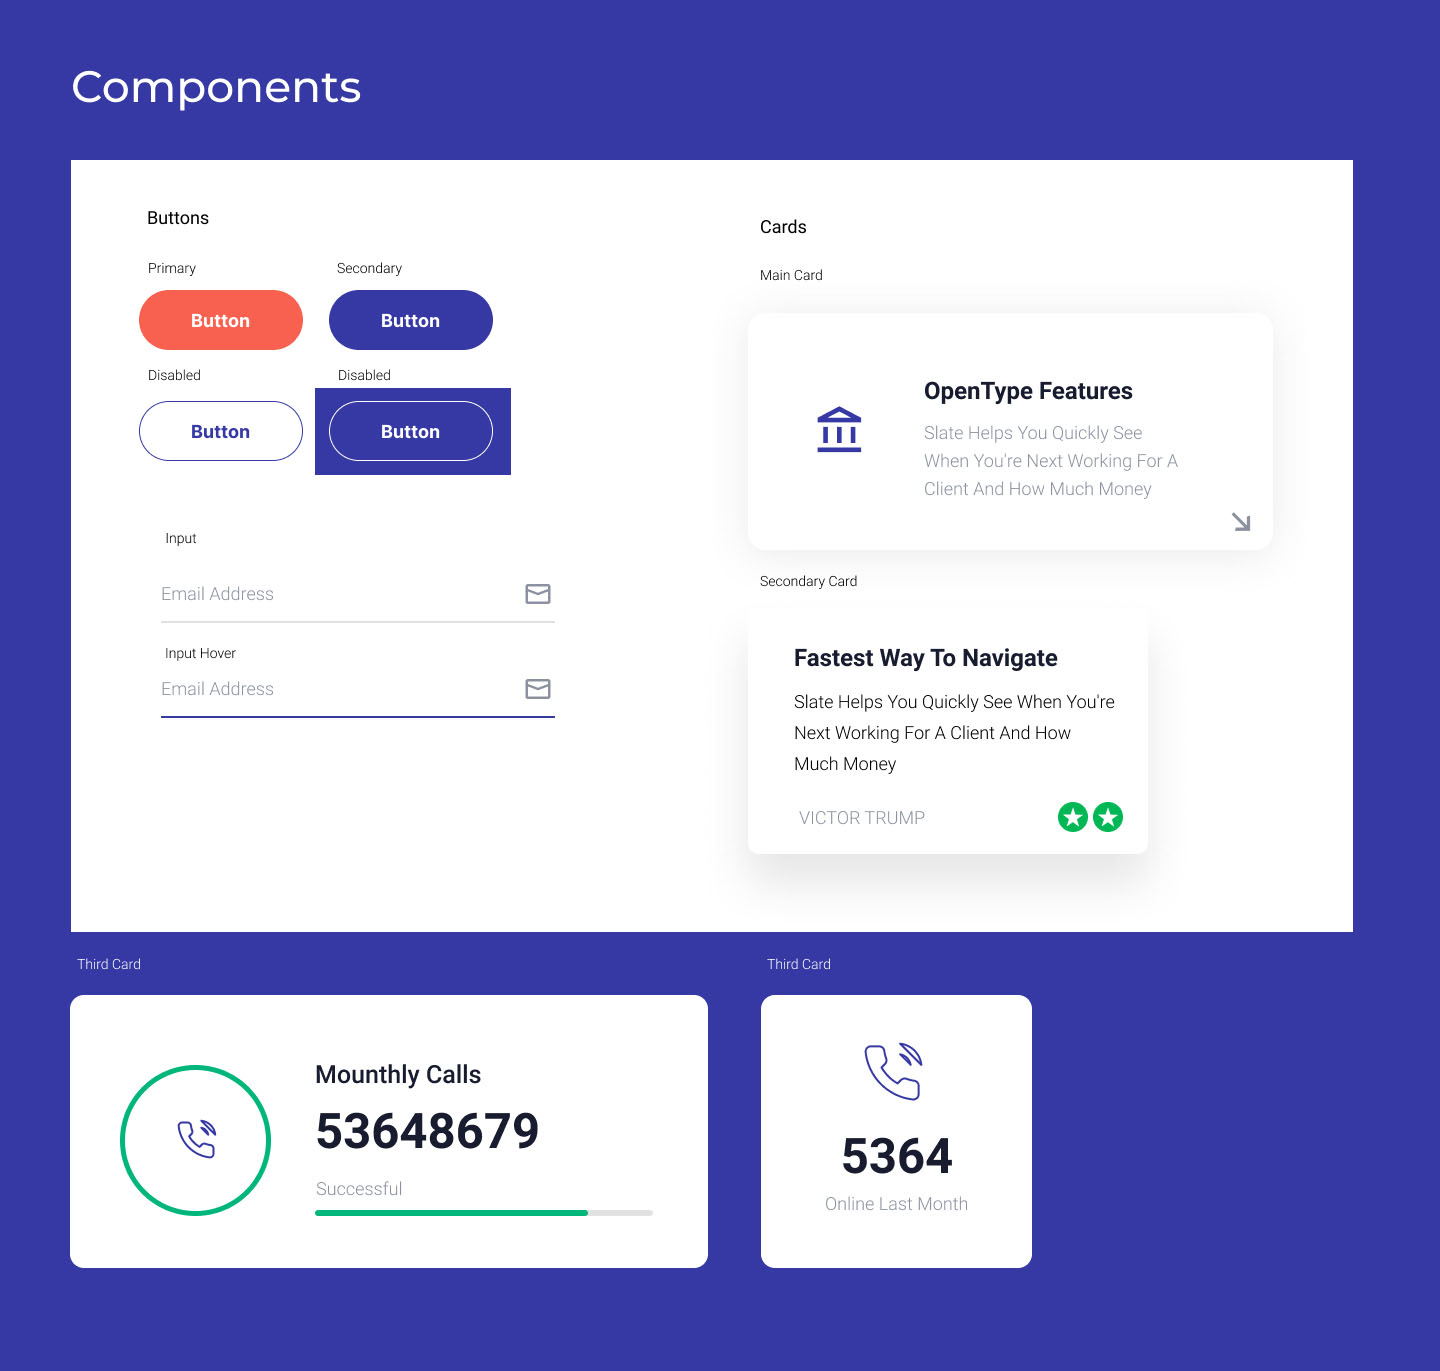 Components
Buttons
Primary
Secondary
Button
Button
Disabled
Disabled
Button
Button
Input
Email Address
Input Hover
Email Address
Cards
Main Card
OpenType Features
Slate Helps You Quickly See
When You're Next Working For A
Client And How Much Money
Secondary Card
Fastest Way To Navigate
Slate Helps You Quickly See When You're
Next Working For A Client And How
Much Money
VICTOR TRUMP
Third Card
Mounthly Calls
53648679
Successful
Third Card
5364
Online Last Month